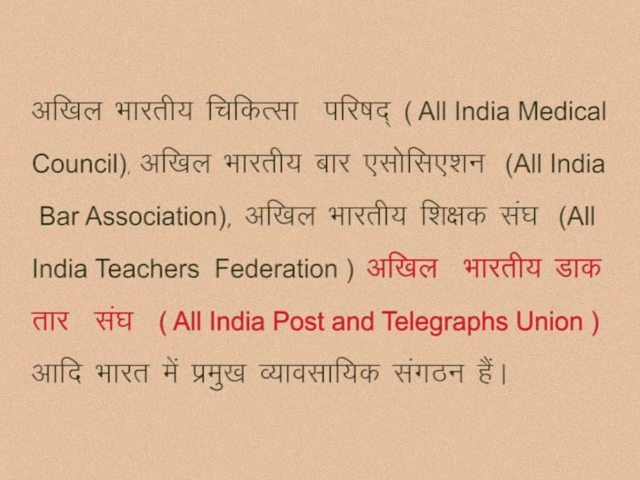 अखिल भारतीय चिकित्सा परिषद् ( All India Medical
Council), अखिल भारतीय बार एसोसिएशन (All India
Bar Association), अखिल भारतीय शिक्षक संघ (All
India Teachers Federation ) अखिल भारतीय डाक
तार संघ ( All India Post and Telegraphs Union )
आदि भारत में प्रमुख व्यावसायिक संगठन हैं।